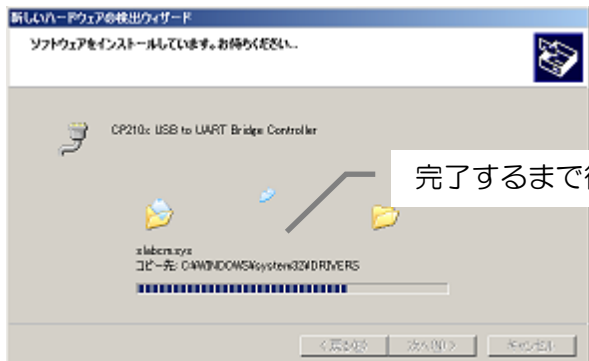 新しいハードウェアの検出ウィザード
ソフトウェアをインストールしています。お待ちください...
CP210x USB to UART Bridge Controller
完了するまで
slabcm.sys
コピー先: C:¥WINDOWS¥system32¥DRIVERS
< 戻る(B)
次へ(N) >
キャンセル